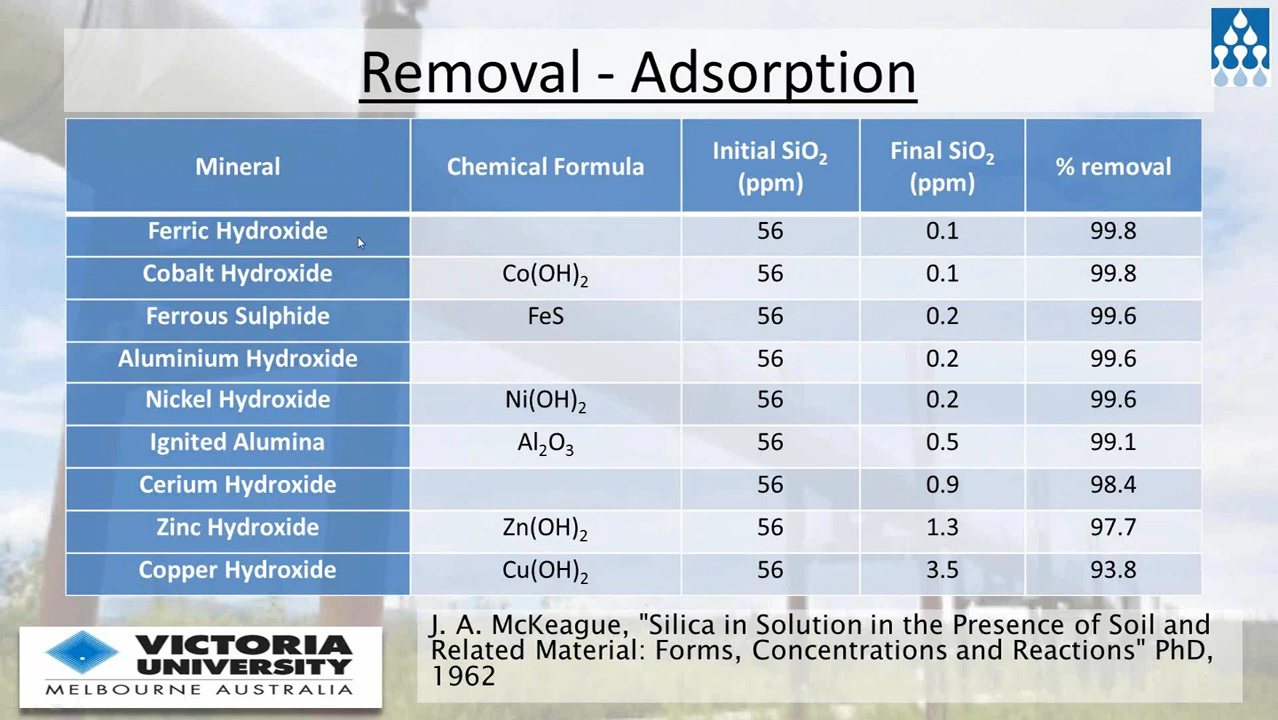 Removal - Adsorption
Mineral Chemical Formula Initial SiO₂ (ppm) Final SiO₂ (ppm) % removal
Ferric Hydroxide 56 0.1 99.8
Cobalt Hydroxide Co(OH)₂ 56 0.1 99.8
Ferrous Sulphide FeS 56 0.2 99.6
Aluminium Hydroxide 56 0.2 99.6
Nickel Hydroxide Ni(OH)₂ 56 0.2 99.6
Ignited Alumina Al₂O₃ 56 0.5 99.1
Cerium Hydroxide 56 0.9 98.4
Zinc Hydroxide Zn(OH)₂ 56 1.3 97.7
Copper Hydroxide Cu(OH)₂ 56 3.5 93.8
J. A. McKeague, "Silica in Solution in the Presence of Soil and
Related Material: Forms, Concentrations and Reactions" PhD,
1962
VICTORIA
UNIVERSITY
MELBOURNE AUSTRALIA